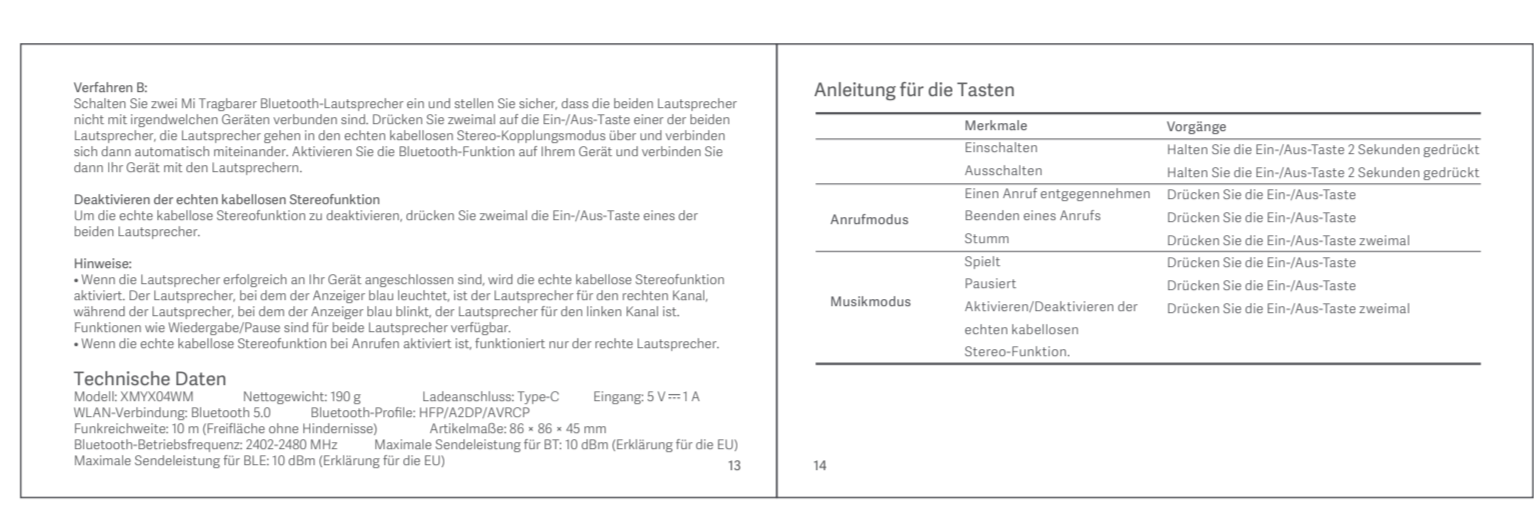 Verfahren B:
Schalten Sie zwei Mi Tragbarer Bluetooth-Lautsprecher ein und stellen Sie sicher, dass die beiden Lautsprecher
nicht mit irgendwelchen Geräten verbunden sind. Drücken Sie zweimal auf die Ein-/Aus-Taste einer der beiden
Lautsprecher, die Lautsprecher gehen in den echten kabellosen Stereo-Kopplungsmodus über und verbinden
sich dann automatisch miteinander. Aktivieren Sie die Bluetooth-Funktion auf Ihrem Gerät und verbinden Sie
dann Ihr Gerät mit den Lautsprechern.
Deaktivieren der echten kabellosen Stereofunktion
Um die echte kabellose Stereofunktion zu deaktivieren, drücken Sie zweimal die Ein-/Aus-Taste eines der
beiden Lautsprecher.
Hinweise:
• Wenn die Lautsprecher erfolgreich an Ihr Gerät angeschlossen sind, wird die echte kabellose Stereofunktion
aktiviert. Der Lautsprecher, bei dem der Anzeiger blau leuchtet, ist der Lautsprecher für den rechten Kanal,
während der Lautsprecher, bei dem der Anzeiger blau blinkt, der Lautsprecher für den linken Kanal ist.
Funktionen wie Wiedergabe/Pause sind für beide Lautsprecher verfügbar.
• Wenn die echte kabellose Stereofunktion bei Anrufen aktiviert ist, funktioniert nur der rechte Lautsprecher.
Technische Daten
Modell: XMYX04WM Nettogewicht: 190 g Ladeanschluss: Type-C Eingang: 5 V ⎓ 1 A
WLAN-Verbindung: Bluetooth 5.0 Bluetooth-Profile: HFP/A2DP/AVRCP
Funkreichweite: 10 m (Freifläche ohne Hindernisse) Artikelmaße: 86 × 86 × 45 mm
Bluetooth-Betriebsfrequenz: 2402-2480 MHz Maximale Sendeleistung für BT: 10 dBm (Erklärung für die EU)
Maximale Sendeleistung für BLE: 10 dBm (Erklärung für die EU)
13
Anleitung für die Tasten
Merkmale Vorgänge
Einschalten Halten Sie die Ein-/Aus-Taste 2 Sekunden gedrückt
Ausschalten Halten Sie die Ein-/Aus-Taste 2 Sekunden gedrückt
Einen Anruf entgegennehmen Drücken Sie die Ein-/Aus-Taste
Anrufmodus Beenden eines Anrufs Drücken Sie die Ein-/Aus-Taste
Stumm Drücken Sie die Ein-/Aus-Taste zweimal
Spielt Drücken Sie die Ein-/Aus-Taste
Pausiert Drücken Sie die Ein-/Aus-Taste
Musikmodus Aktivieren/Deaktivieren der Drücken Sie die Ein-/Aus-Taste zweimal
echten kabellosen
Stereo-Funktion.
14